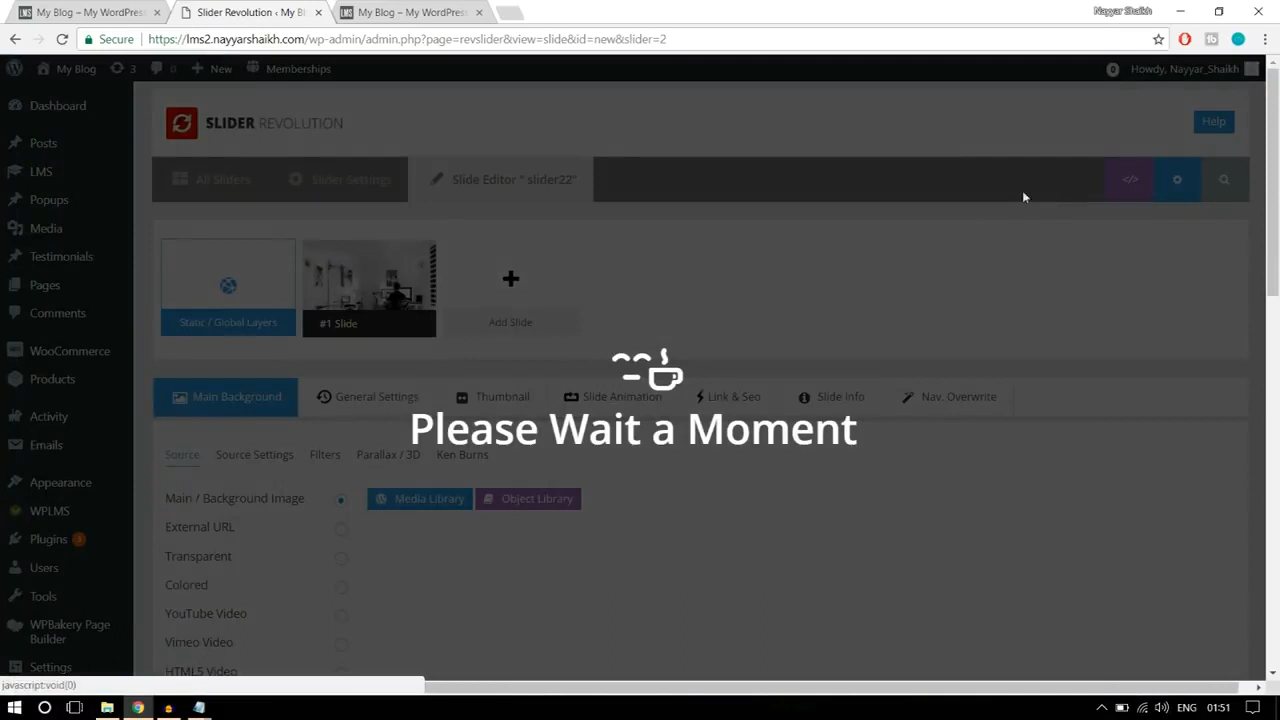 My Blog – My WordPress
Slider Revolution ‹ My Bl
My Blog – My WordPress
Nayyar Shaikh
Secure
https://lms2.nayyarshaikh.com/wp-admin/admin.php?page=revslider&view=slide&id=new&slider=2
My Blog
3
0
New
Memberships
0
Howdy, Nayyar_Shaikh
Dashboard
Posts
LMS
Popups
Media
Testimonials
Pages
Comments
WooCommerce
Products
Activity
Emails
Appearance
WPLMS
Plugins 3
Users
Tools
WPBakery Page
Builder
Settings
SLIDER REVOLUTION
Help
All Sliders
Slider Settings
Slide Editor " slider22"
</>
Static / Global Layers
#1 Slide
Add Slide
Please Wait a Moment
Main Background
General Settings
Thumbnail
Slide Animation
Link & Seo
Slide Info
Nav. Overwrite
Source
Source Settings
Filters
Parallax / 3D
Ken Burns
Main / Background Image
Media Library
Object Library
External URL
Transparent
Colored
YouTube Video
Vimeo Video
HTML5 Video
javascript:void(0)
ENG
01:51